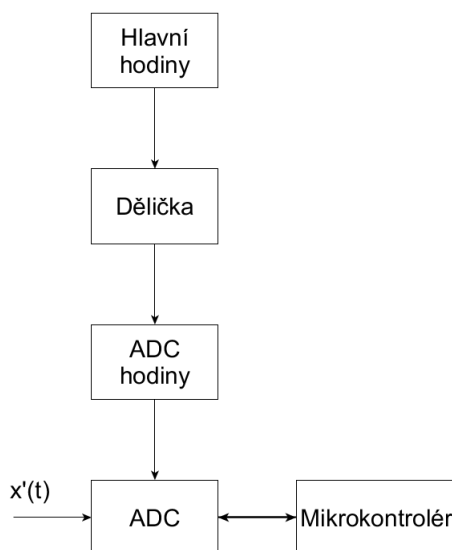 Hlavní
hodiny
Dělička
ADC
hodiny
x'(t)
ADC
Mikrokontrolér